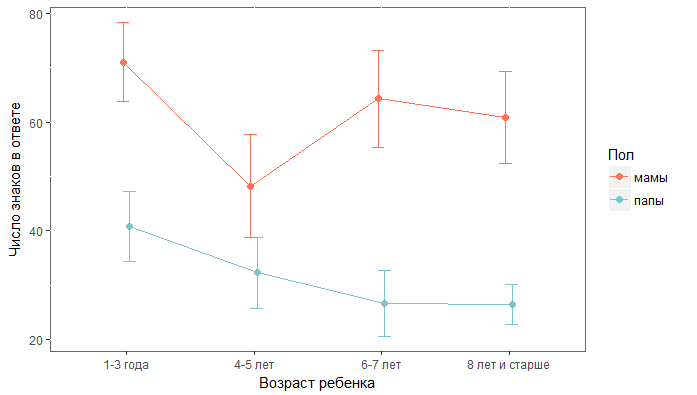 80
60
40
20
Число знаков в ответе
1-3 года
4-5 лет
6-7 лет
8 лет и старше
Возраст ребенка
Пол
мамы
папы